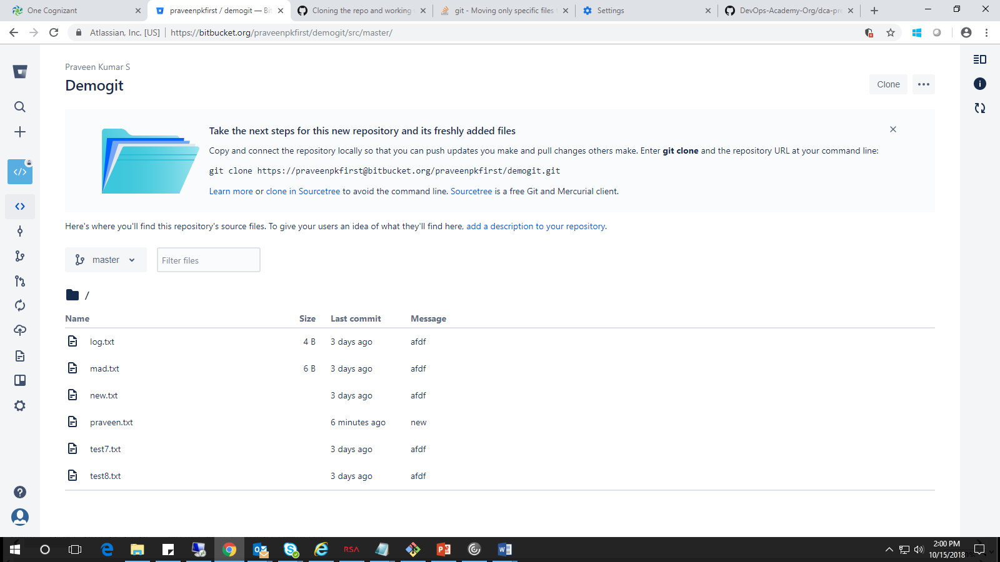 One Cognizant
praveenpkfirst / demogit — Bit
Cloning the repo and working
git - Moving only specific files
Settings
DevOps-Academy-Org/dca-pre
Atlassian, Inc. [US]
https://bitbucket.org/praveenpkfirst/demogit/src/master/
Praveen Kumar S
Demogit
Clone
Take the next steps for this new repository and its freshly added files
Copy and connect the repository locally so that you can push updates you make and pull changes others make. Enter git clone and the repository URL at your command line:
git clone https://praveenpkfirst@bitbucket.org/praveenpkfirst/demogit.git
Learn more or clone in Sourcetree to avoid the command line. Sourcetree is a free Git and Mercurial client.
Here's where you'll find this repository's source files. To give your users an idea of what they'll find here, add a description to your repository.
master
Filter files
/
Name Size Last commit Message
log.txt 4 B 3 days ago afdf
mad.txt 6 B 3 days ago afdf
new.txt 3 days ago afdf
praveen.txt 6 minutes ago new
test7.txt 3 days ago afdf
test8.txt 3 days ago afdf
RSA
2:00 PM
10/15/2018